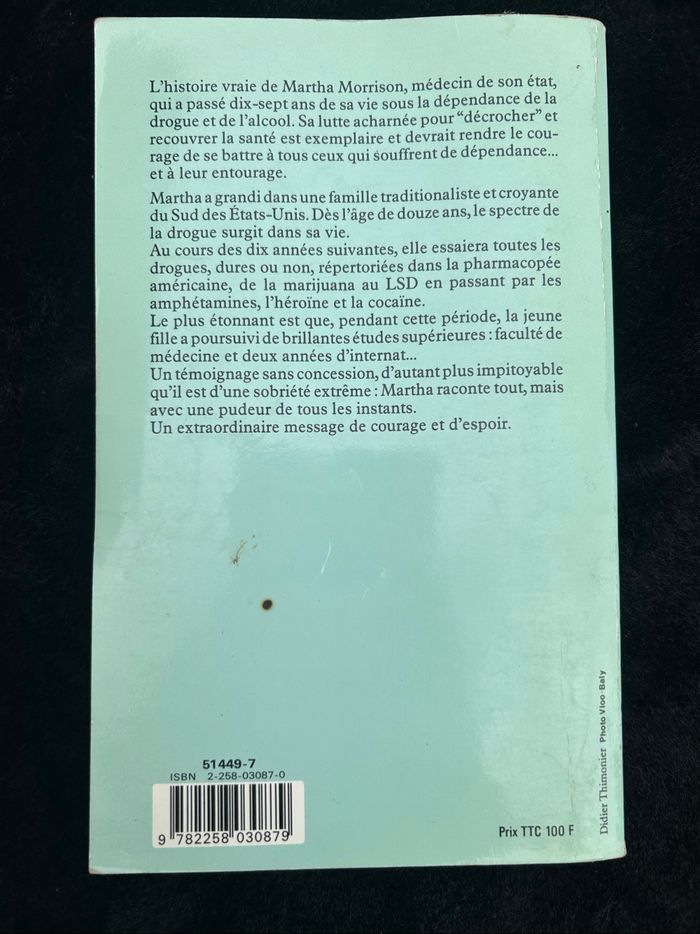 L'histoire vraie de Martha Morrison, médecin de son état,
qui a passé dix-sept ans de sa vie sous la dépendance de la
drogue et de l'alcool. Sa lutte acharnée pour “décrocher” et
recouvrer la santé est exemplaire et devrait rendre le cou-
rage de se battre à tous ceux qui souffrent de dépendance...
et à leur entourage.
Martha a grandi dans une famille traditionaliste et croyante
du Sud des États-Unis. Dès l'âge de douze ans, le spectre de
la drogue surgit dans sa vie.
Au cours des dix années suivantes, elle essaiera toutes les
drogues, dures ou non, répertoriées dans la pharmacopée
américaine, de la marijuana au LSD en passant par les
amphétamines, l'héroïne et la cocaïne.
Le plus étonnant est que, pendant cette période, la jeune
fille a poursuivi de brillantes études supérieures : faculté de
médecine et deux années d'internat...
Un témoignage sans concession, d'autant plus impitoyable
qu'il est d'une sobriété extrême : Martha raconte tout, mais
avec une pudeur de tous les instants.
Un extraordinaire message de courage et d'espoir.
51449-7
ISBN 2-258-03087-0
9 782258 030879
Prix TTC 100 F
Didier Thimonier Photo Vloo-Baly